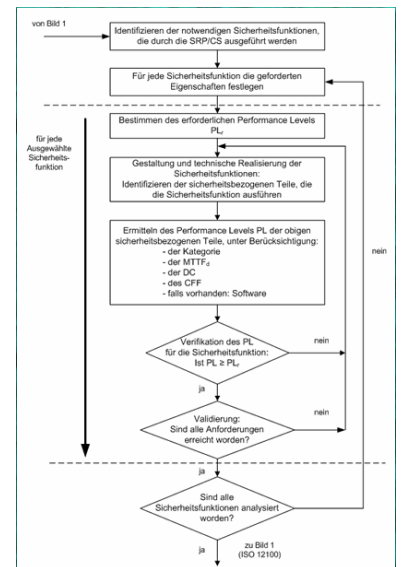 von Bild 1
Identifizieren der notwendigen Sicherheitsfunktionen,
die durch die SRP/CS ausgeführt werden
Für jede Sicherheitsfunktion die geforderten
Eigenschaften festlegen
für jede
Ausgewählte
Sicherheits-
funktion
Bestimmen des erforderlichen Performance Levels
PLr
Gestaltung und technische Realisierung der
Sicherheitsfunktionen:
Identifizieren der sicherheitsbezogenen Teile, die
die Sicherheitsfunktion ausführen
nein
Ermitteln des Performance Levels PL der obigen
sicherheitsbezogenen Teile, unter Berücksichtigung:
- der Kategorie
- der MTTFd
- der DC
- des CFF
- falls vorhanden: Software
Verifikation des PL
für die Sicherheitsfunktion:
Ist PL ≥ PLr
nein
ja
Validierung:
Sind alle Anforderungen
erreicht worden?
nein
ja
Sind alle
Sicherheitsfunktionen analysiert
worden?
ja
zu Bild 1
(ISO 12100)